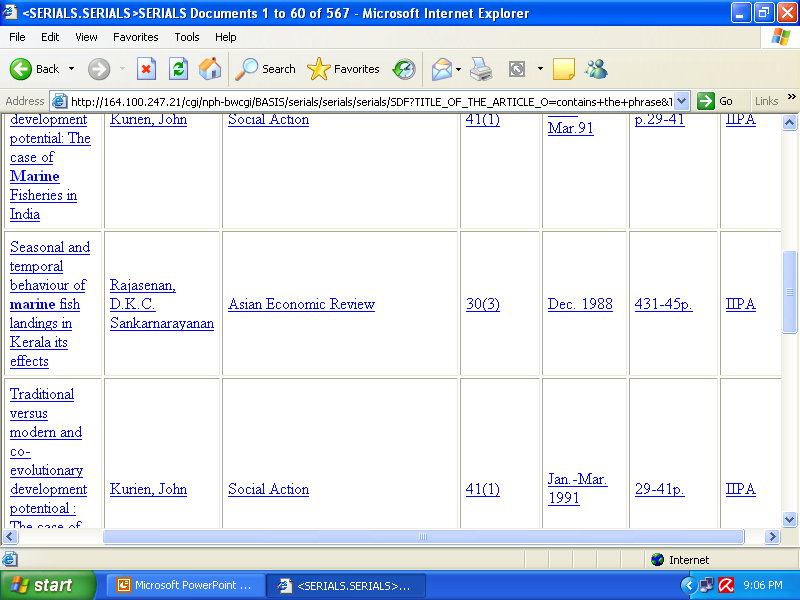 <SERIALS.SERIALS>SERIALS Documents 1 to 60 of 567 - Microsoft Internet Explorer
File Edit View Favorites Tools Help
Back Search Favorites
Address http://164.100.247.21/cgi/nph-bwcgi/BASIS/serials/serials/serials/SDF?TITLE_OF_THE_ARTICLE_O=contains+the+phrase&T Go Links »
development
potential: The
case of
Marine
Fisheries in
India
Kurien, John
Social Action
41(1)
Mar.91
p.29-41
IIPA
Seasonal and
temporal
behaviour of
marine fish
landings in
Kerala its
effects
Rajasenan,
D.K.C.
Sankarnarayanan
Asian Economic Review
30(3)
Dec. 1988
431-45p.
IIPA
Traditional
versus
modern and
co-
evolutionary
development
potentioal :
The case of
Kurien, John
Social Action
41(1)
Jan.-Mar.
1991
29-41p.
IIPA
Internet
start Microsoft PowerPoint ... <SERIALS.SERIALS>... 9:06 PM